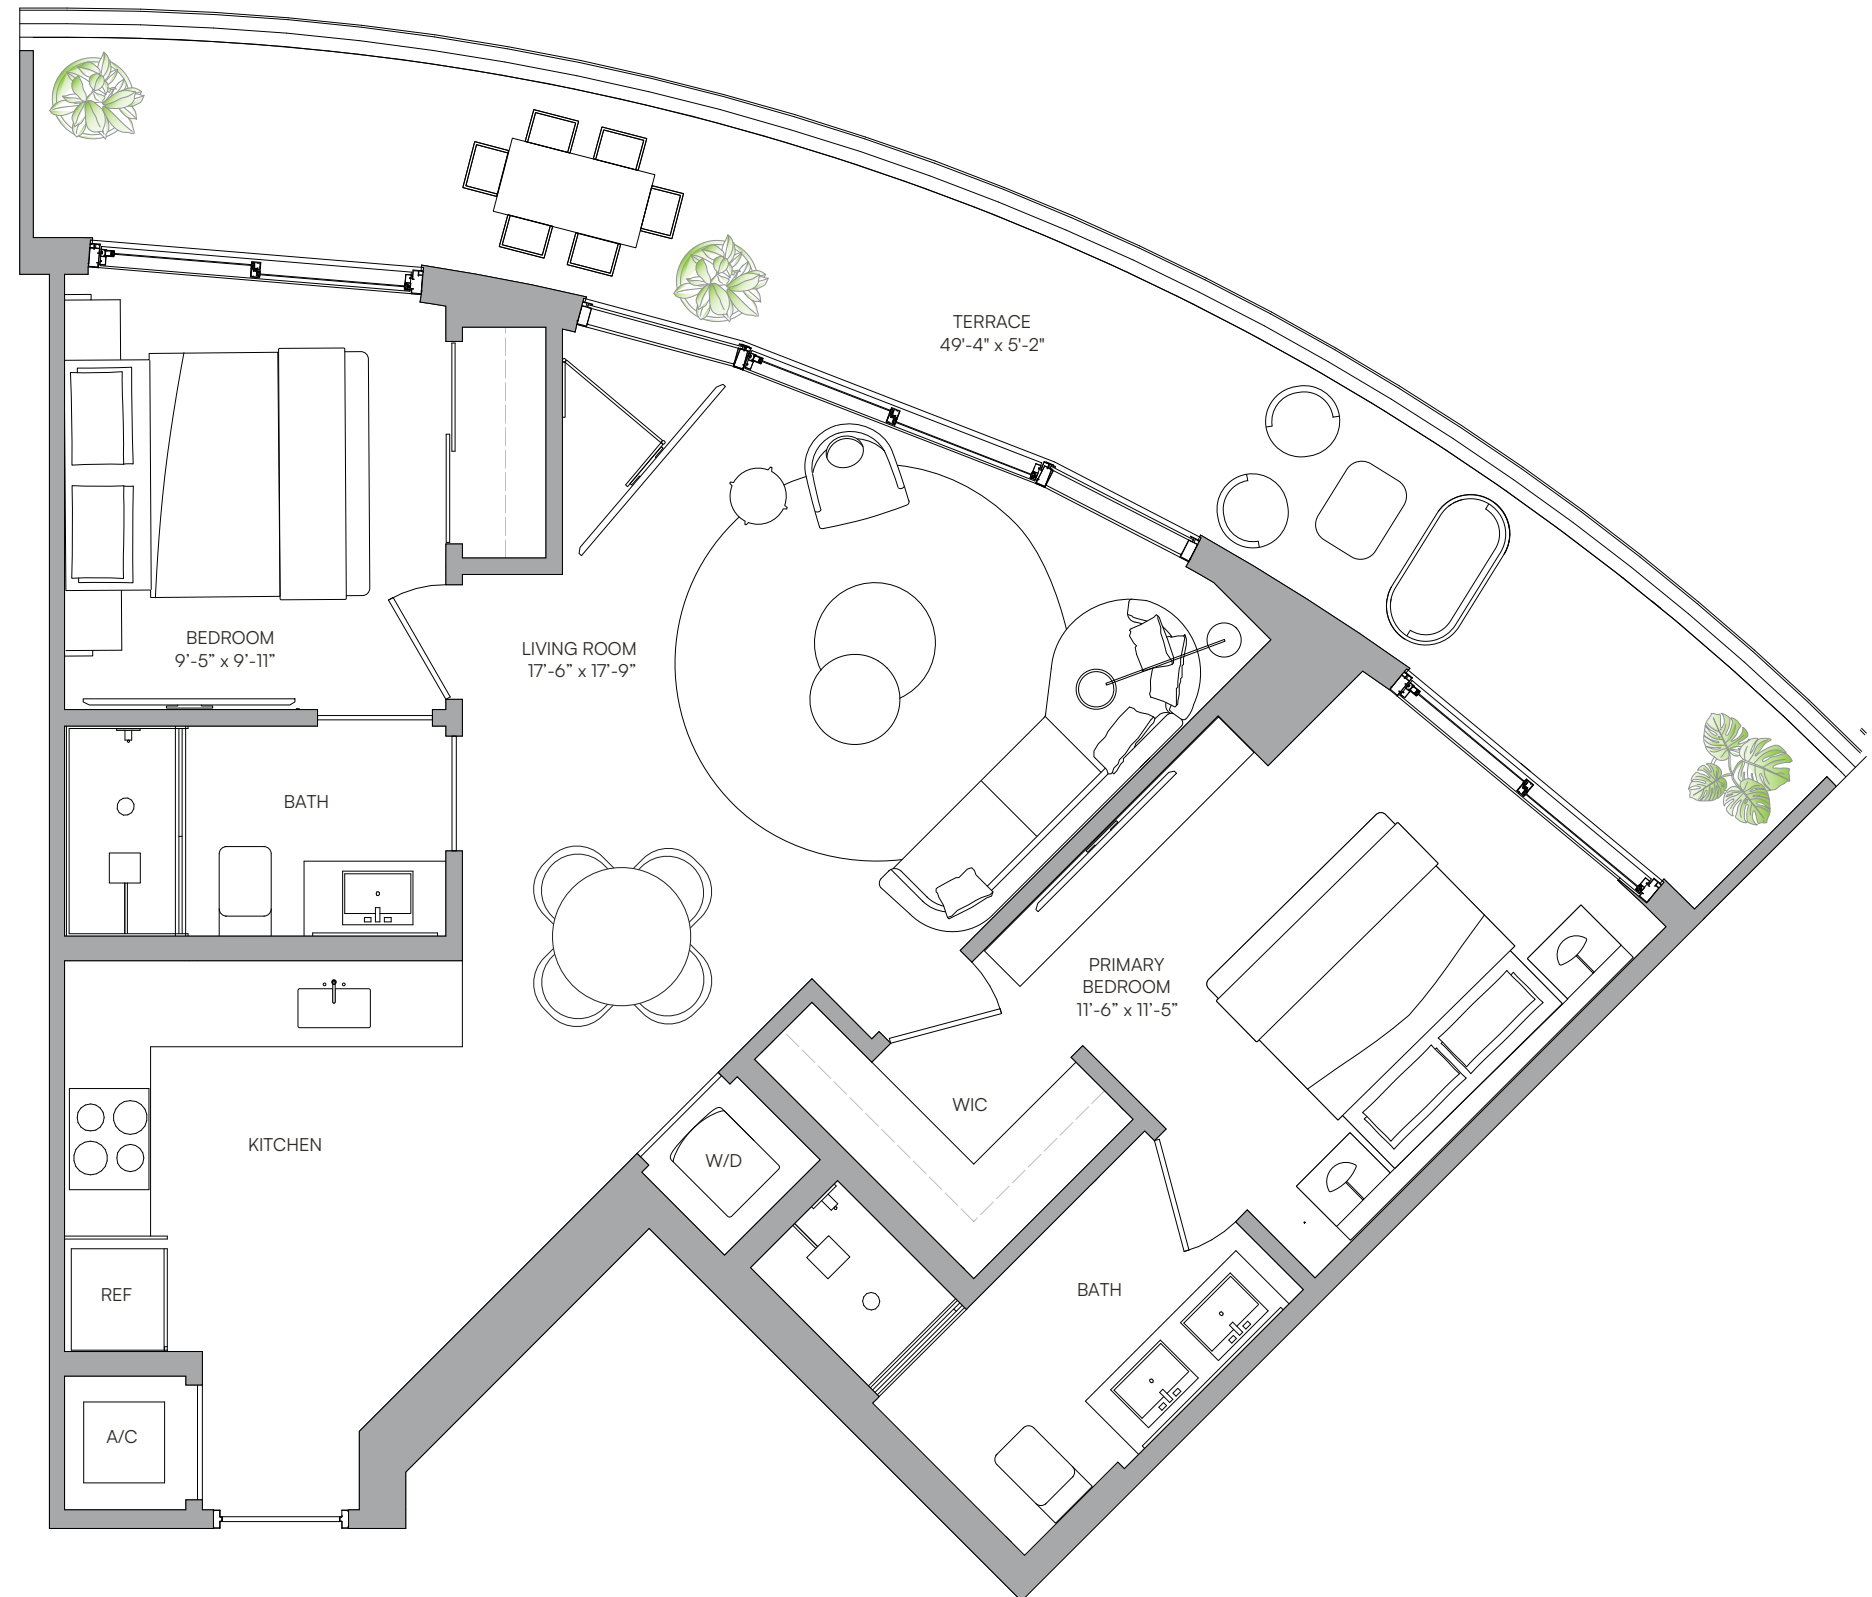 TERRACE
49'-4" x 5'-2"
BEDROOM
9’-5” x 9’-11”
LIVING ROOM
17’-6” x 17’-9”
BATH
PRIMARY
BEDROOM
11’-6” x 11’-5”
WIC
KITCHEN
W/D
REF
BATH
A/C